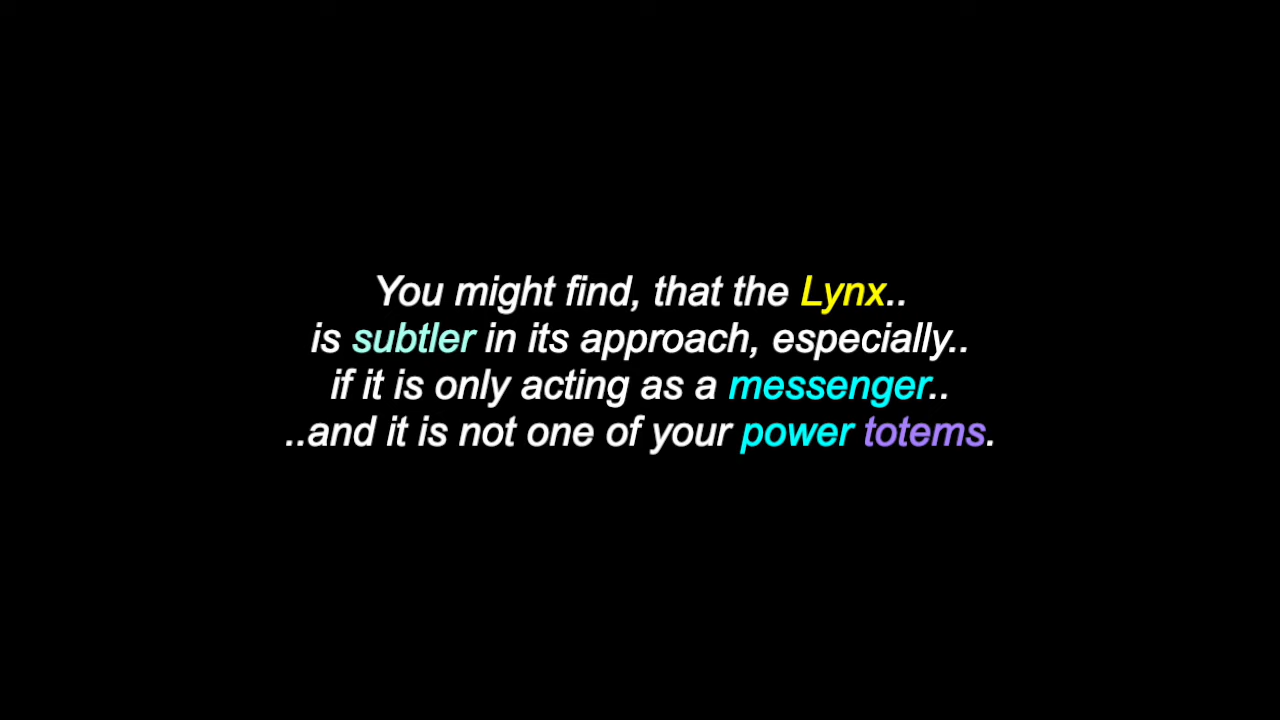 You might find, that the Lynx..
is subtler in its approach, especially..
if it is only acting as a messenger..
..and it is not one of your power totems.